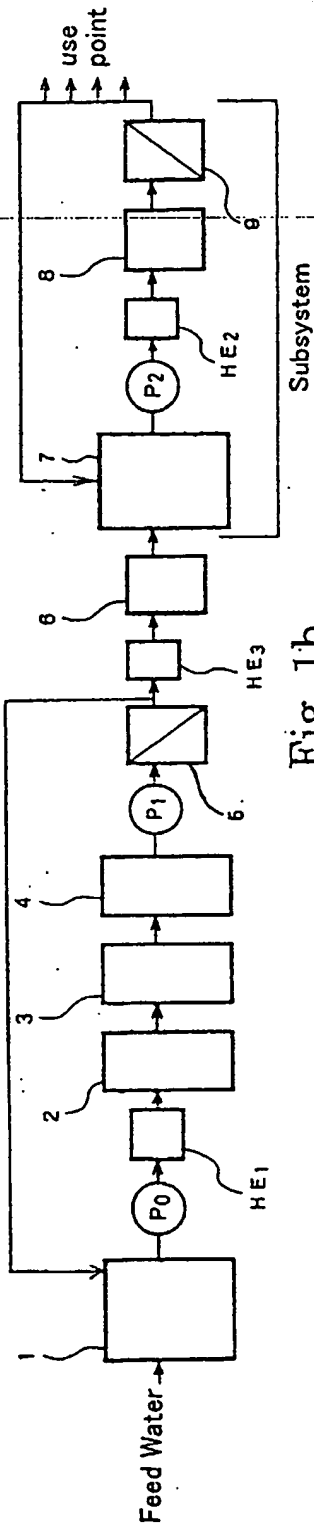 Feed Water
1
P0
HE1
2
3
4
P1
5.
HE3
6
7
P2
HE2
8
9
use
point
Subsystem
Fig. 1b